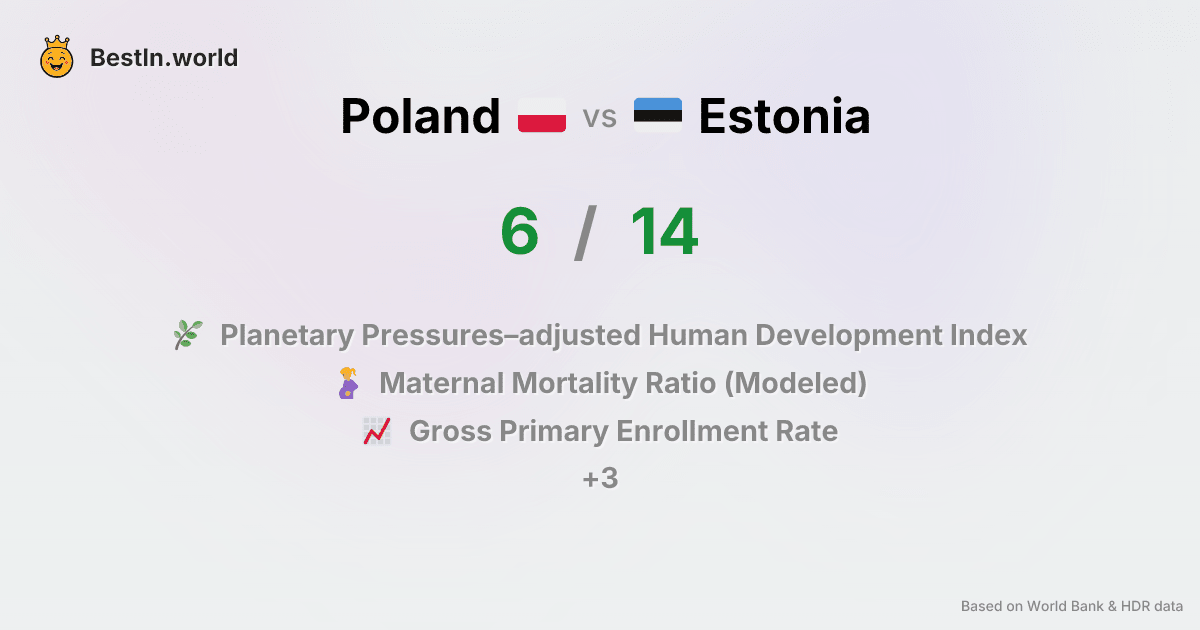 BestIn.world
Poland vs Estonia
6 / 14
Planetary Pressures–adjusted Human Development Index
Maternal Mortality Ratio (Modeled)
Gross Primary Enrollment Rate
+3
Based on World Bank & HDR data